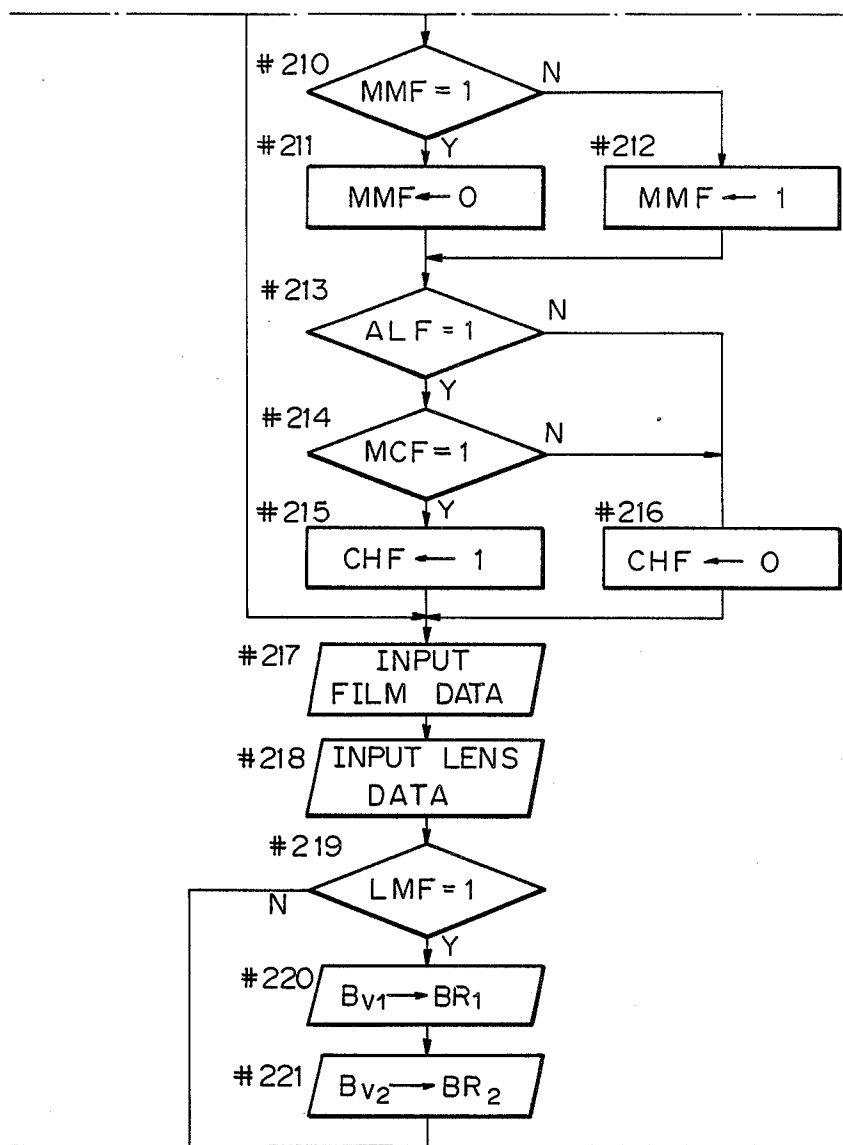 #210
MMF = 1
N
Y
#211
MMF ← 0
#212
MMF ← 1
#213
ALF = 1
N
Y
#214
MCF = 1
N
Y
#215
CHF ← 1
#216
CHF ← 0
#217
INPUT
FILM DATA
#218
INPUT LENS
DATA
#219
LMF = 1
N
Y
#220
Bv1 → BR1
#221
Bv2 → BR2